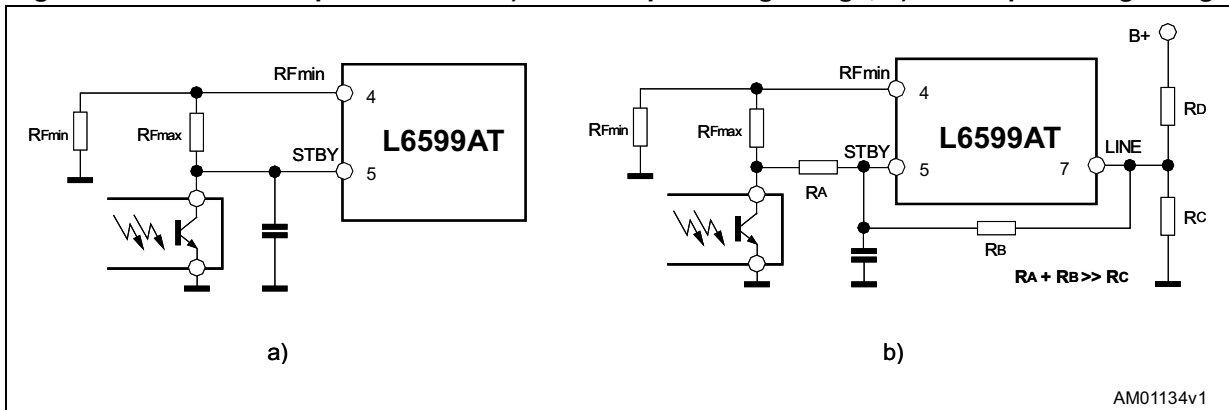 RFmin
4
L6599AT
RFmin
RFmax
STBY
5
a)
B+
RFmin
4
RD
RFmin
RFmax
L6599AT
STBY
5
7
LINE
RA
RC
RB
RA + RB >> RC
b)
AM01134v1